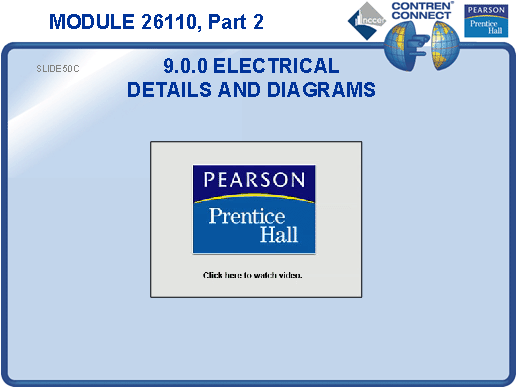 MODULE 26110, Part 2
nccer
CONTREN®
CONNECT
PEARSON
Prentice
Hall
SLIDE 50C
9.0.0 ELECTRICAL
DETAILS AND DIAGRAMS
PEARSON
Prentice
Hall
Click here to watch video.